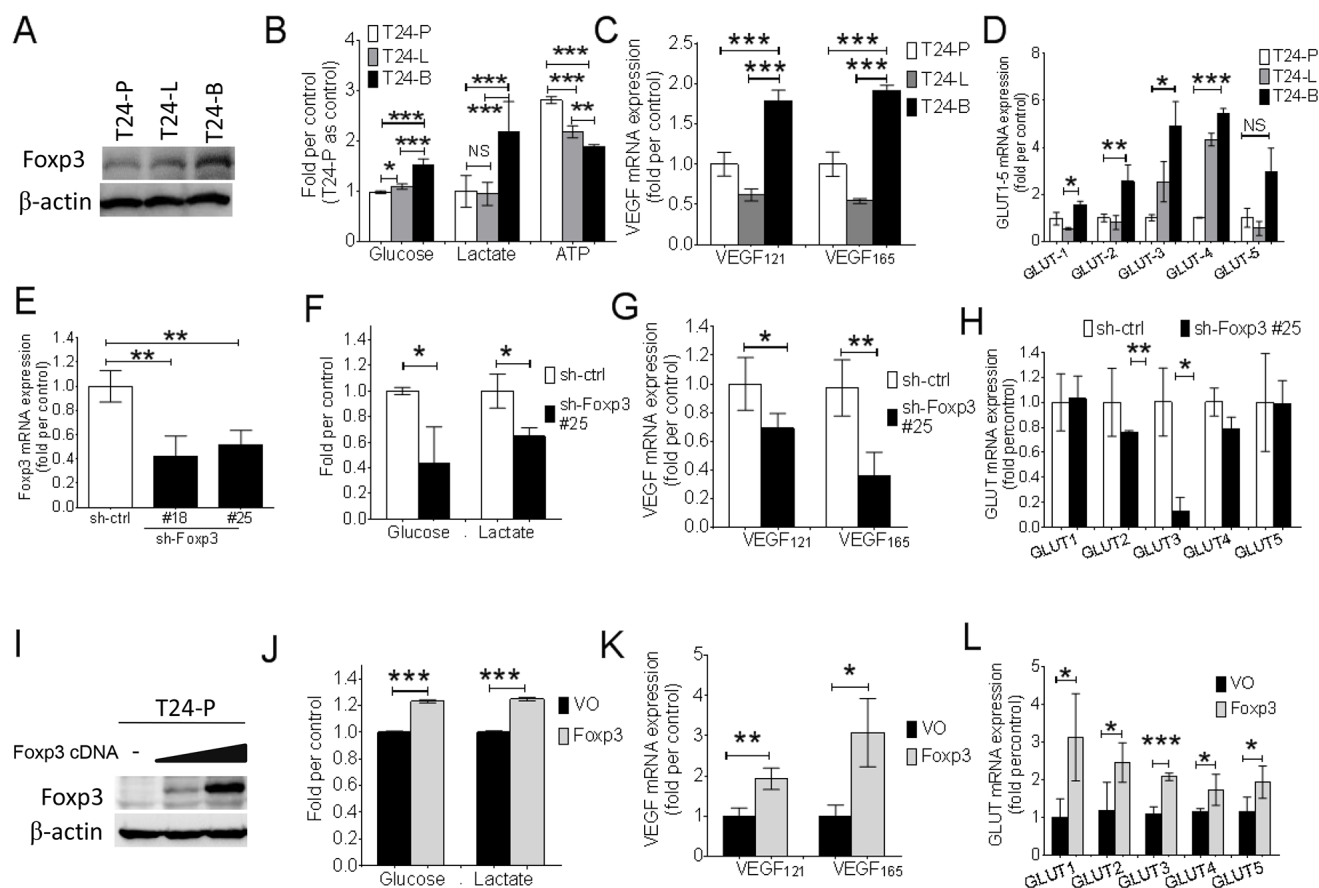 A
T24-P
T24-L
T24-B
Foxp3
β-actin
B
Fold per control
(T24-P as control)
4
3
2
1
0
T24-P
T24-L
T24-B
***
***
*
***
***
NS
***
***
**
Glucose
Lactate
ATP
C
VEGF mRNA expression
(fold per control)
2.5
2.0
1.5
1.0
0.5
0.0
***
***
***
***
T24-P
T24-L
T24-B
VEGF121
VEGF165
D
GLUT1-5 mRNA expression
(fold per control)
8
6
4
2
0
*
**
*
***
NS
T24-P
T24-L
T24-B
GLUT-1
GLUT-2
GLUT-3
GLUT-4
GLUT-5
E
Foxp3 mRNA expression
(fold per control)
1.4
1.2
1.0
0.8
0.6
0.4
0.2
0.0
**
**
sh-ctrl
#18
#25
sh-Foxp3
F
Fold per control
1.4
1.2
1.0
0.8
0.6
0.4
0.2
0.0
*
*
sh-ctrl
sh-Foxp3
#25
Glucose . Lactate
G
VEGF mRNA expression
(fold per control)
1.4
1.2
1.0
0.8
0.6
0.4
0.2
0.0
*
**
sh-ctrl
sh-Foxp3
#25
VEGF121
VEGF165
H
sh-ctrl
sh-Foxp3 #25
GLUT mRNA expression
(fold percontrol)
1.4
1.2
1.0
0.8
0.6
0.4
0.2
0.0
**
*
GLUT1
GLUT2
GLUT3
GLUT4
GLUT5
I
T24-P
Foxp3 cDNA
-
Foxp3
β-actin
J
Fold per control
1.4
1.2
1.0
0.8
0.6
0.4
0.2
0.0
***
***
VO
Foxp3
Glucose . Lactate
K
VEGF mRNA expression
(fold per control)
5
4
3
2
1
0
**
*
VO
Foxp3
VEGF121
VEGF165
L
GLUT mRNA expression
(fold percontrol)
5
4
3
2
1
0
*
*
***
*
*
VO
Foxp3
GLUT1
GLUT2
GLUT3
GLUT4
GLUT5